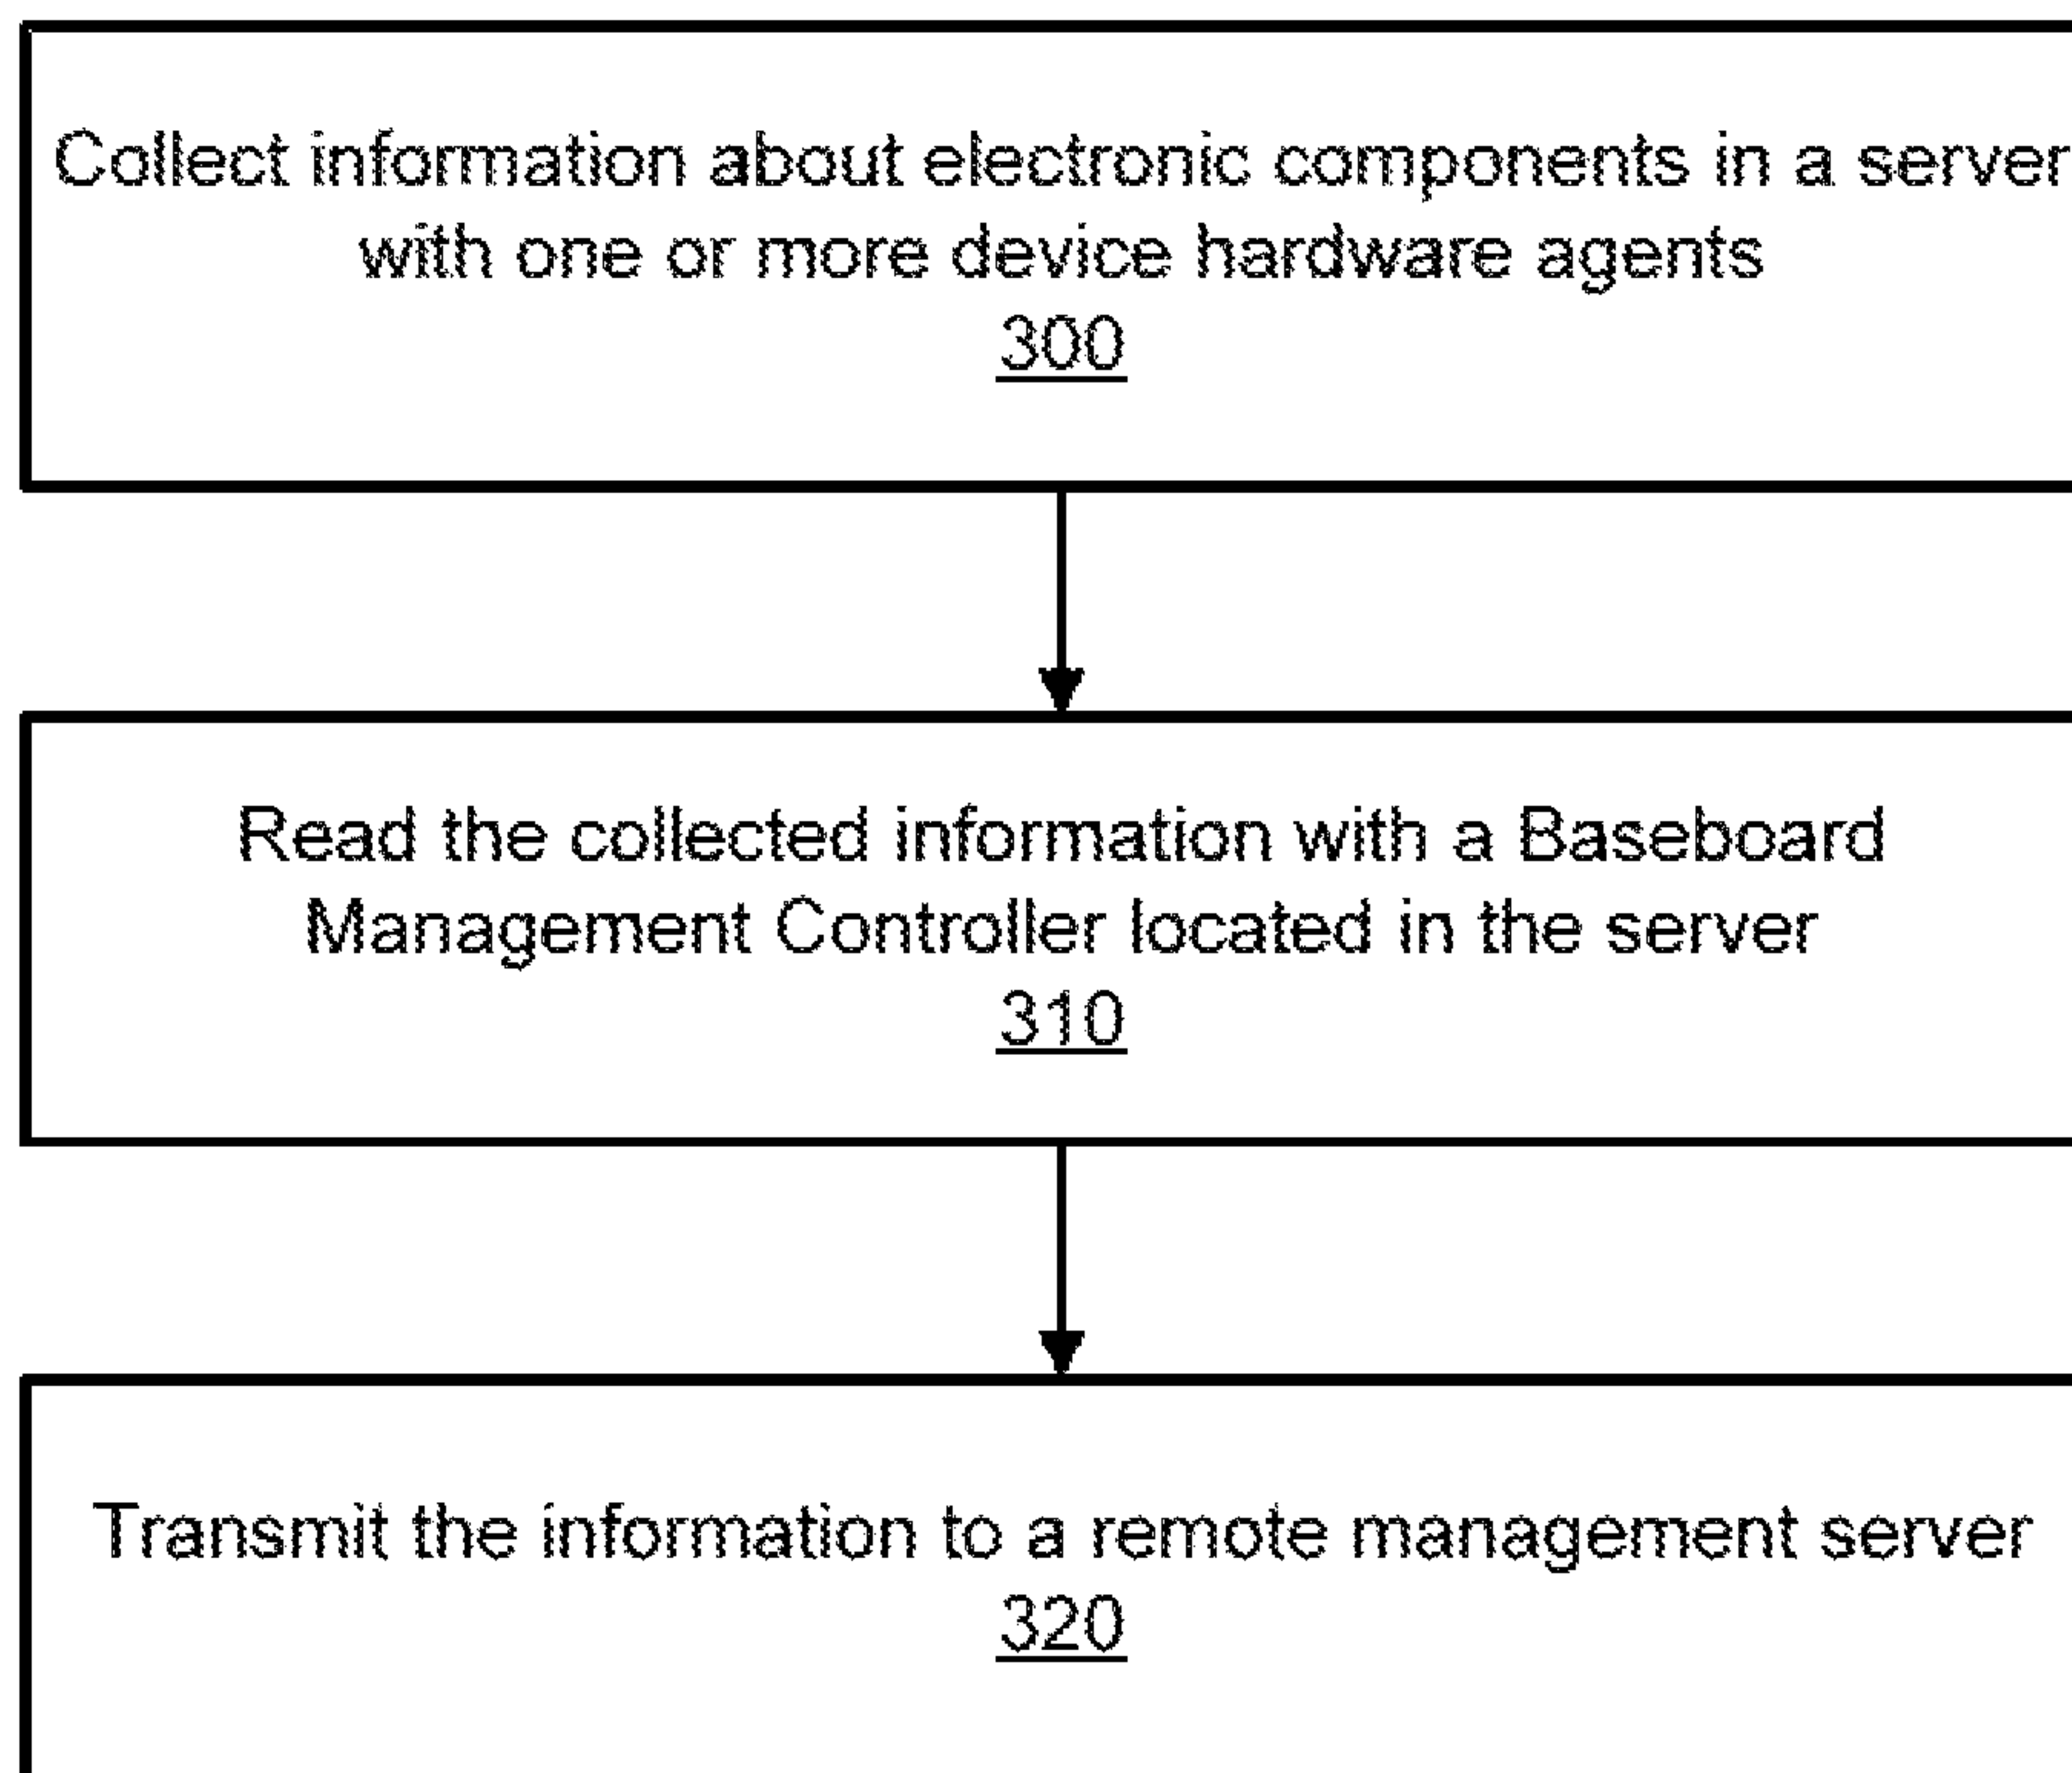 Collect information about electronic components in a server
with one or more device hardware agents
300
Read the collected information with a Baseboard
Management Controller located in the server
310
Transmit the information to a remote management server
320